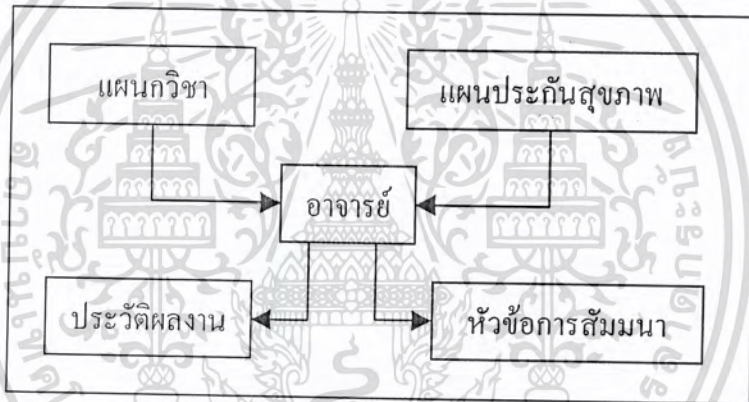 แผนกวิชา
แผนประกันสุขภาพ
อาจารย์
ประวัติผลงาน
หัวข้อการสัมมนา